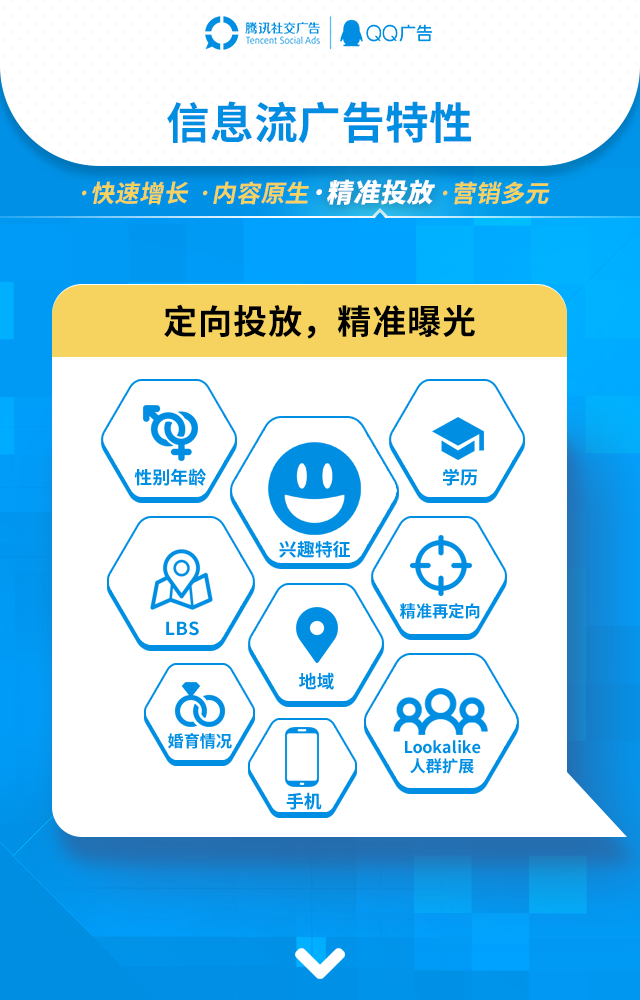 腾讯社交广告
Tencent Social Ads
QQ广告
信息流广告特性
·快速增长 ·内容原生 ·精准投放 ·营销多元
定向投放，精准曝光
性别年龄
学历
兴趣特征
LBS
精准再定向
地域
婚育情况
Lookalike
人群扩展
手机